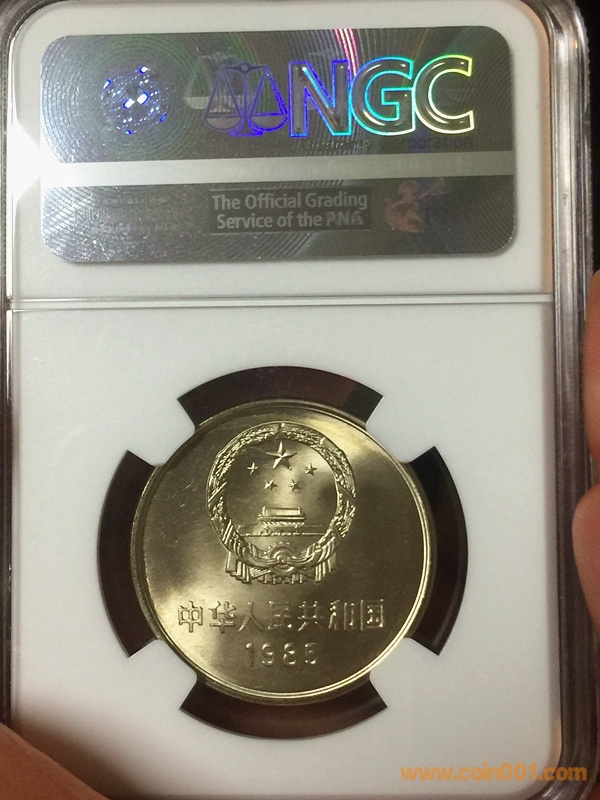 NGC
poration
The Official Grading
Service of the PNG
中华人民共和国
1985
www.coin001.com